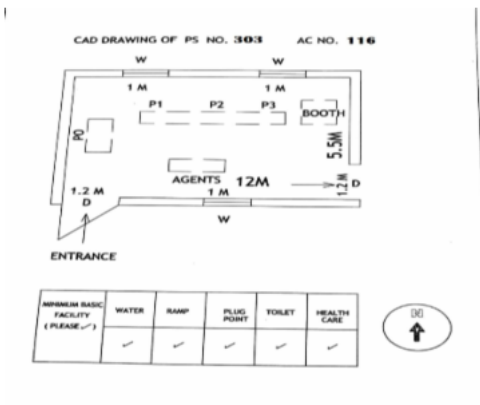 CAD DRAWING OF PS NO. 303 AC NO. 116
W W
1 M 1 M
P1 P2 P3
BOOTH
PO
5.5M
AGENTS 12M
1.2 M
D
1 M
1.2 M D
W
ENTRANCE
MINIMUM BASIC FACILITY (PLEASE ✓) WATER RAMP PLUG POINT TOILET HEALTH CARE
✓ ✓ ✓ ✓ ✓
N